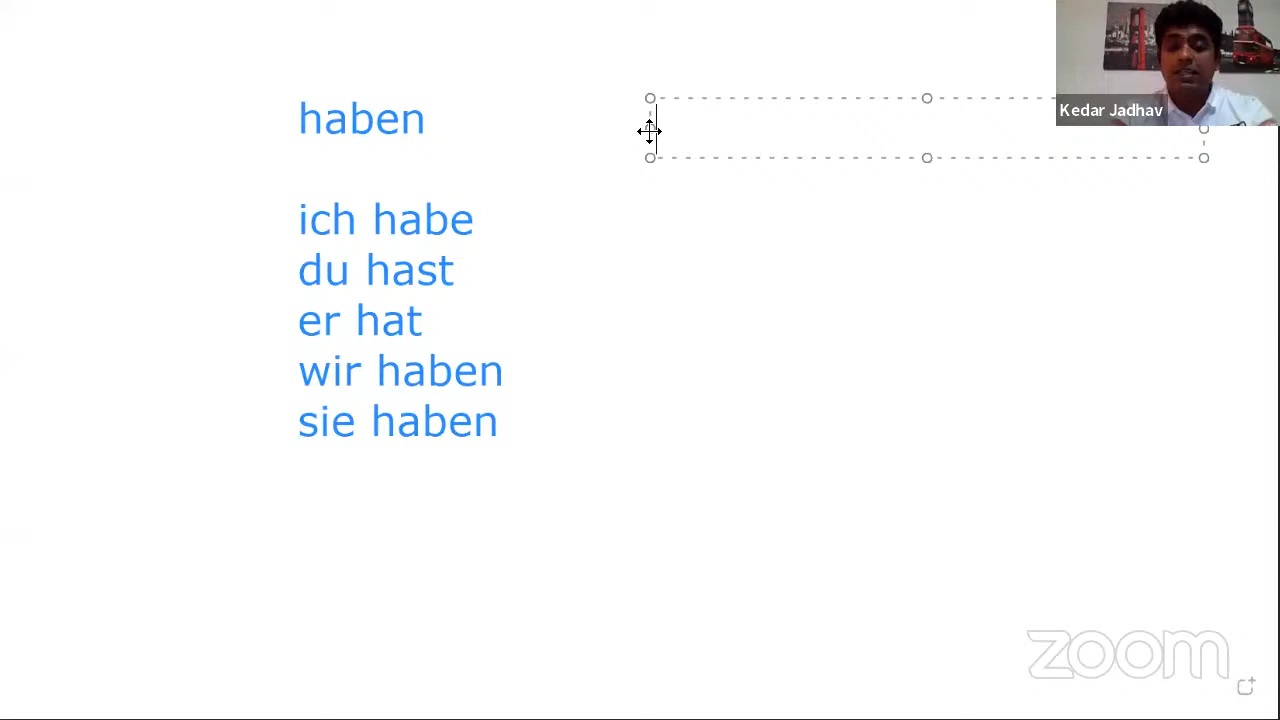 haben
Kedar Jadhav
ich habe
du hast
er hat
wir haben
sie haben
zoom